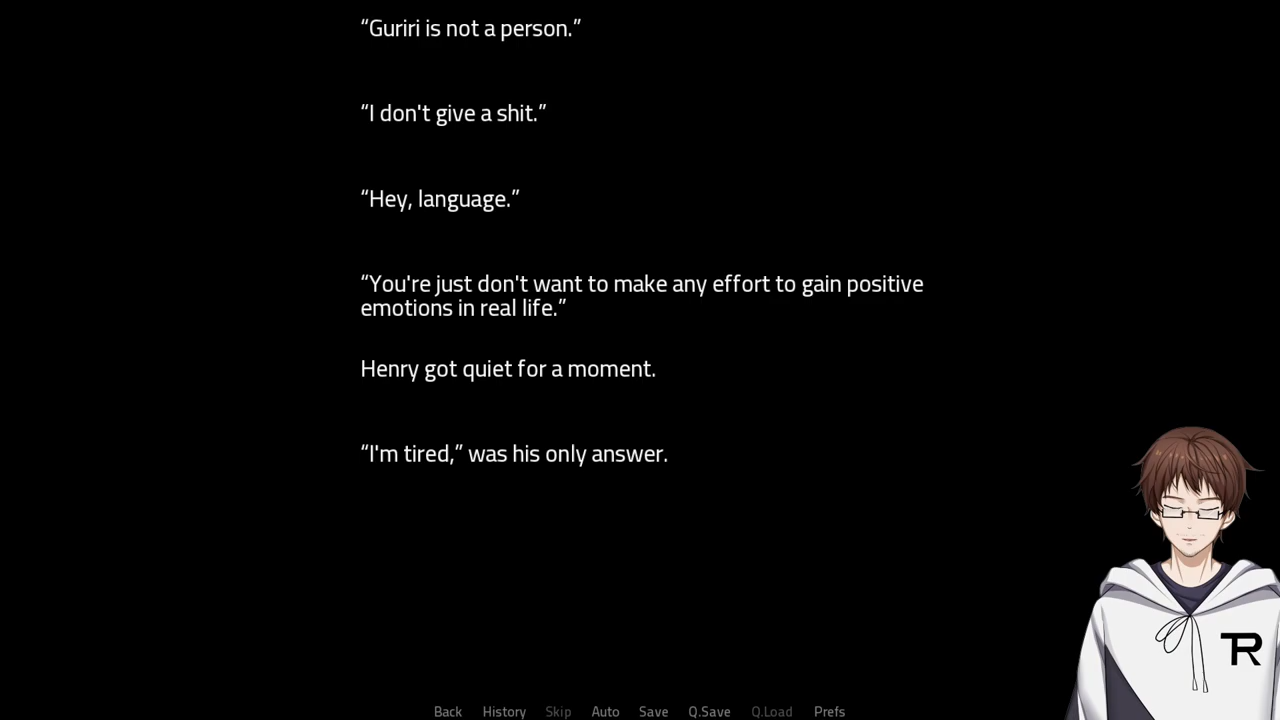 “Guriri is not a person.”
“I don't give a shit.”
“Hey, language.”
“You're just don't want to make any effort to gain positive
emotions in real life.”
Henry got quiet for a moment.
“I'm tired,” was his only answer.
TR
Back History Skip Auto Save Q.Save Q.Load Prefs